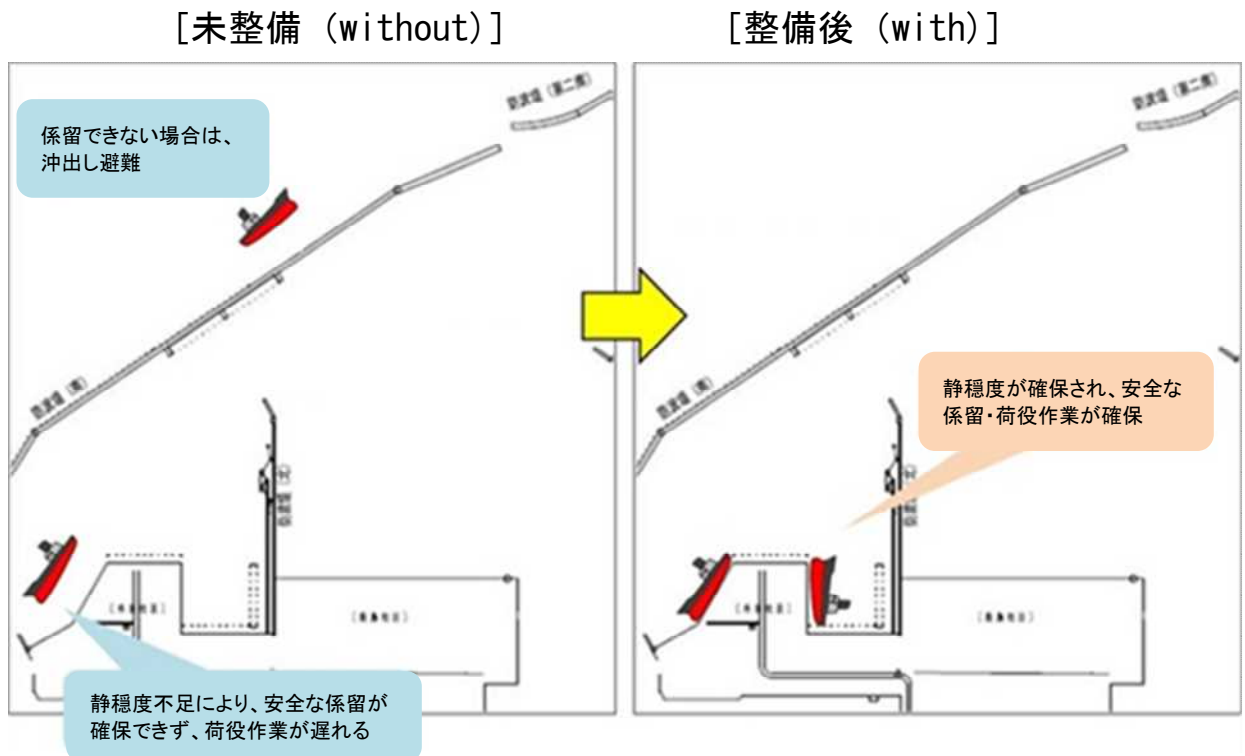 [未整備 (without)]
[整備後 (with)]
係留できない場合は、
沖出し避難
静穏度不足により、安全な係留が
確保できず、荷役作業が遅れる
静穏度が確保され、安全な
係留・荷役作業が確保